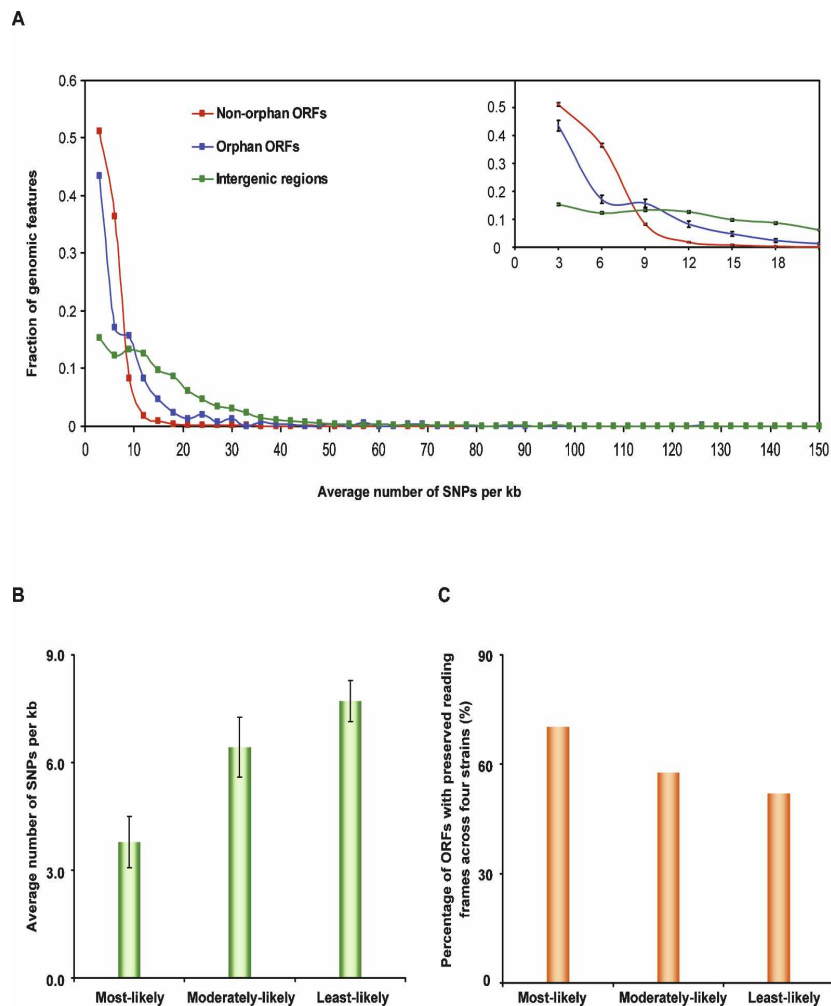 A
0.6
0.5
0.4
0.3
0.2
0.1
0
Fraction of genomic features
Non-orphan ORFs
Orphan ORFs
Intergenic regions
0.5
0.4
0.3
0.2
0.1
0
0 3 6 9 12 15 18
0 10 20 30 40 50 60 70 80 90 100 110 120 130 140 150
Average number of SNPs per kb
B
9.0
6.0
3.0
0.0
Average number of SNPs per kb
Most-likely Moderately-likely Least-likely
C
90
60
30
0
Percentage of ORFs with preserved reading
frames across four strains (%)
Most-likely Moderately-likely Least-likely